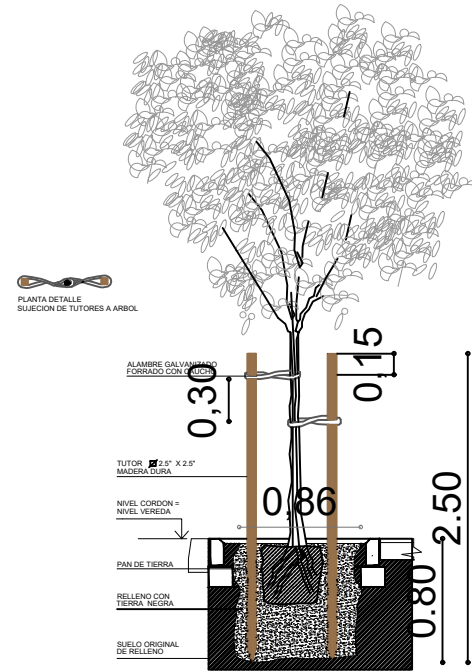 PLANTA DETALLE
SUJECION DE TUTORES A ARBOL
ALAMBRE GALVANIZADO
FORRADO CON CAUCHO
0,30
0,15
TUTOR 2.5" X 2.5"
MADERA DURA
0,86
2.50
NIVEL CORDON =
NIVEL VEREDA
PAN DE TIERRA
0.80
RELLENO CON
TIERRA NEGRA
SUELO ORIGINAL
DE RELLENO